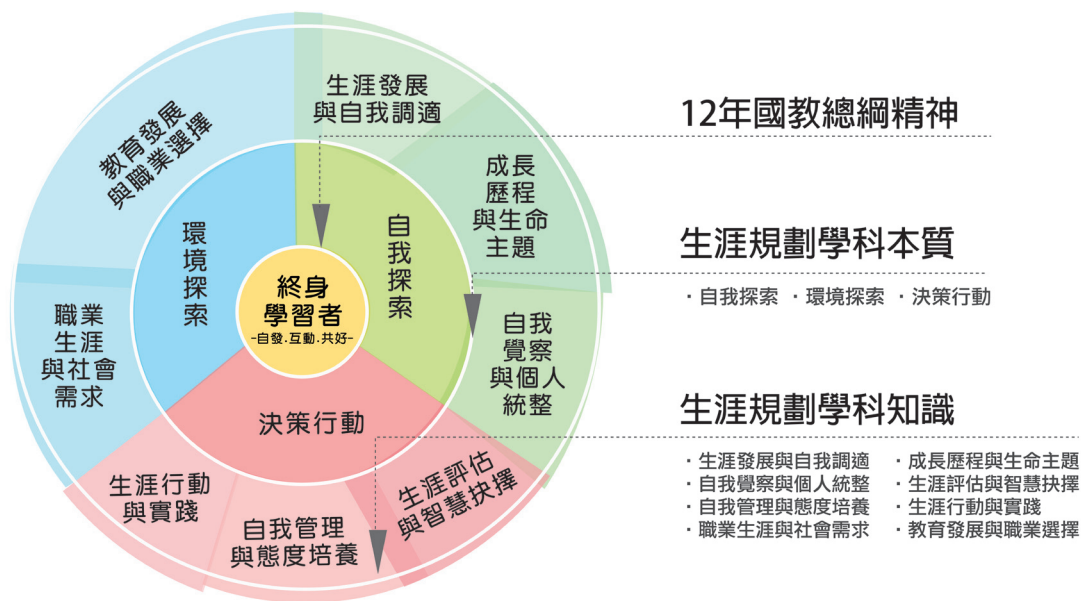 生涯發展
與自我調適
成長
歷程
與生命
主題
自我
覺察
與個人
統整
生涯評估
與智慧抉擇
自我管理
與態度培養
生涯行動
與實踐
職業
生涯
與社會
需求
教育發展
與職業選擇
環境探索
自我探索
決策行動
終身
學習者
-自發.互動.共好-
12年國教總綱精神
生涯規劃學科本質
・自我探索 ・環境探索 ・決策行動
生涯規劃學科知識
・生涯發展與自我調適 ・成長歷程與生命主題
・自我覺察與個人統整 ・生涯評估與智慧抉擇
・自我管理與態度培養 ・生涯行動與實踐
・職業生涯與社會需求 ・教育發展與職業選擇